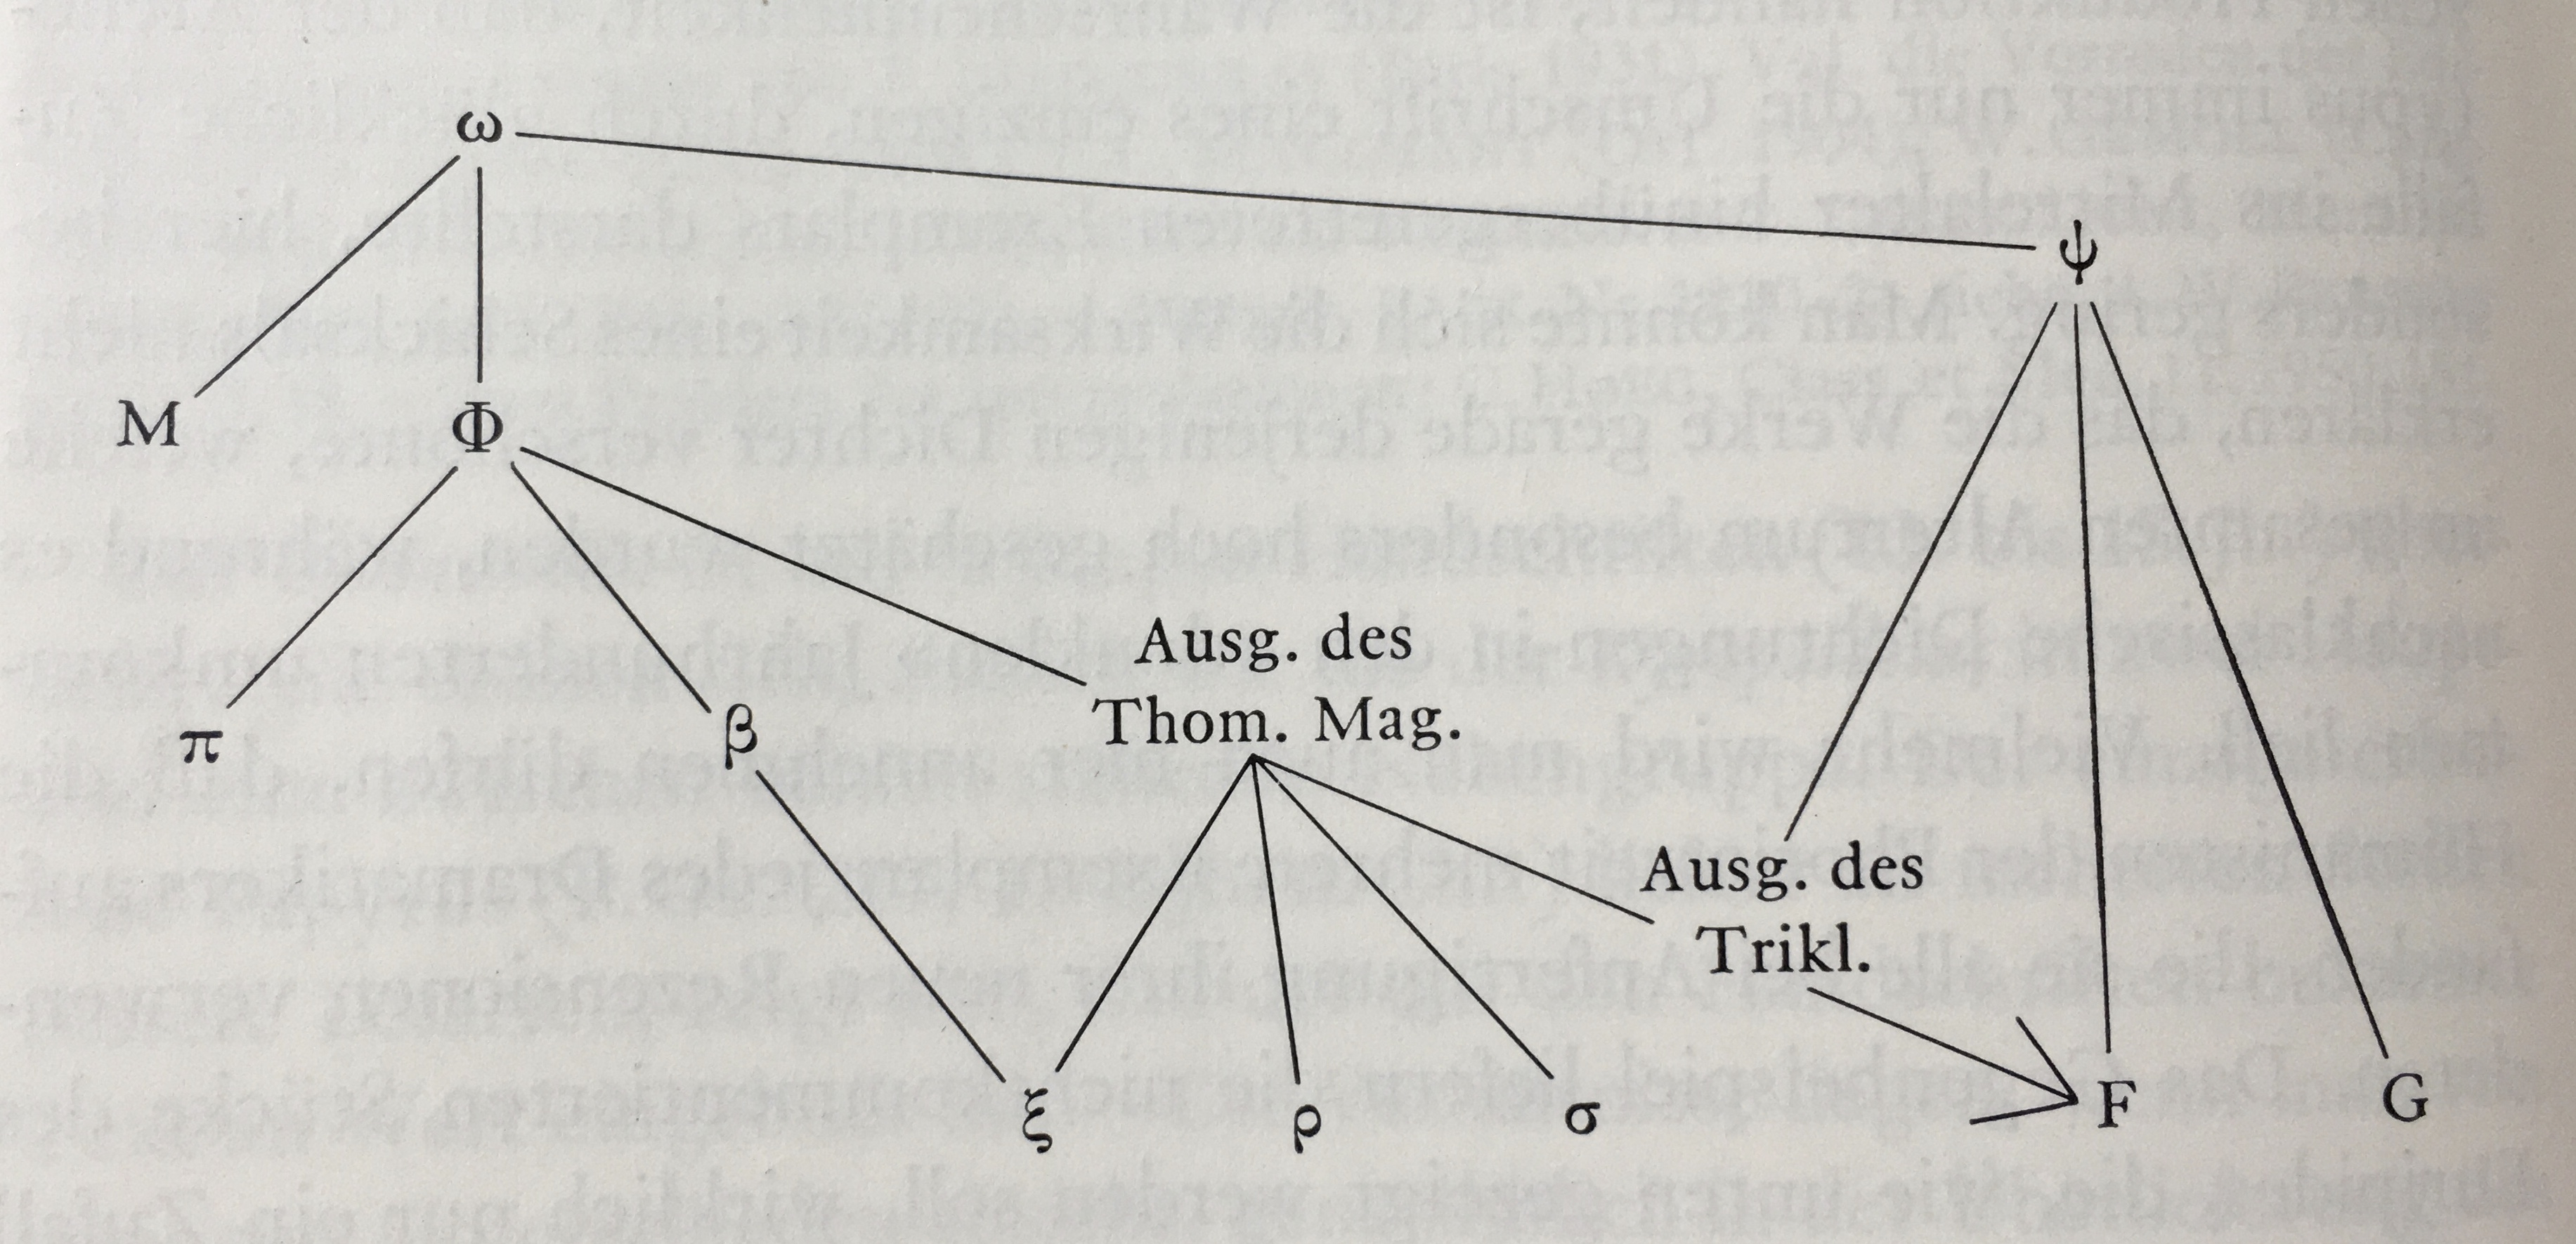 ω
ψ
M
Φ
Ausg. des
Thom. Mag.
π
β
Ausg. des
Trikl.
ξ
ρ
σ
F
G